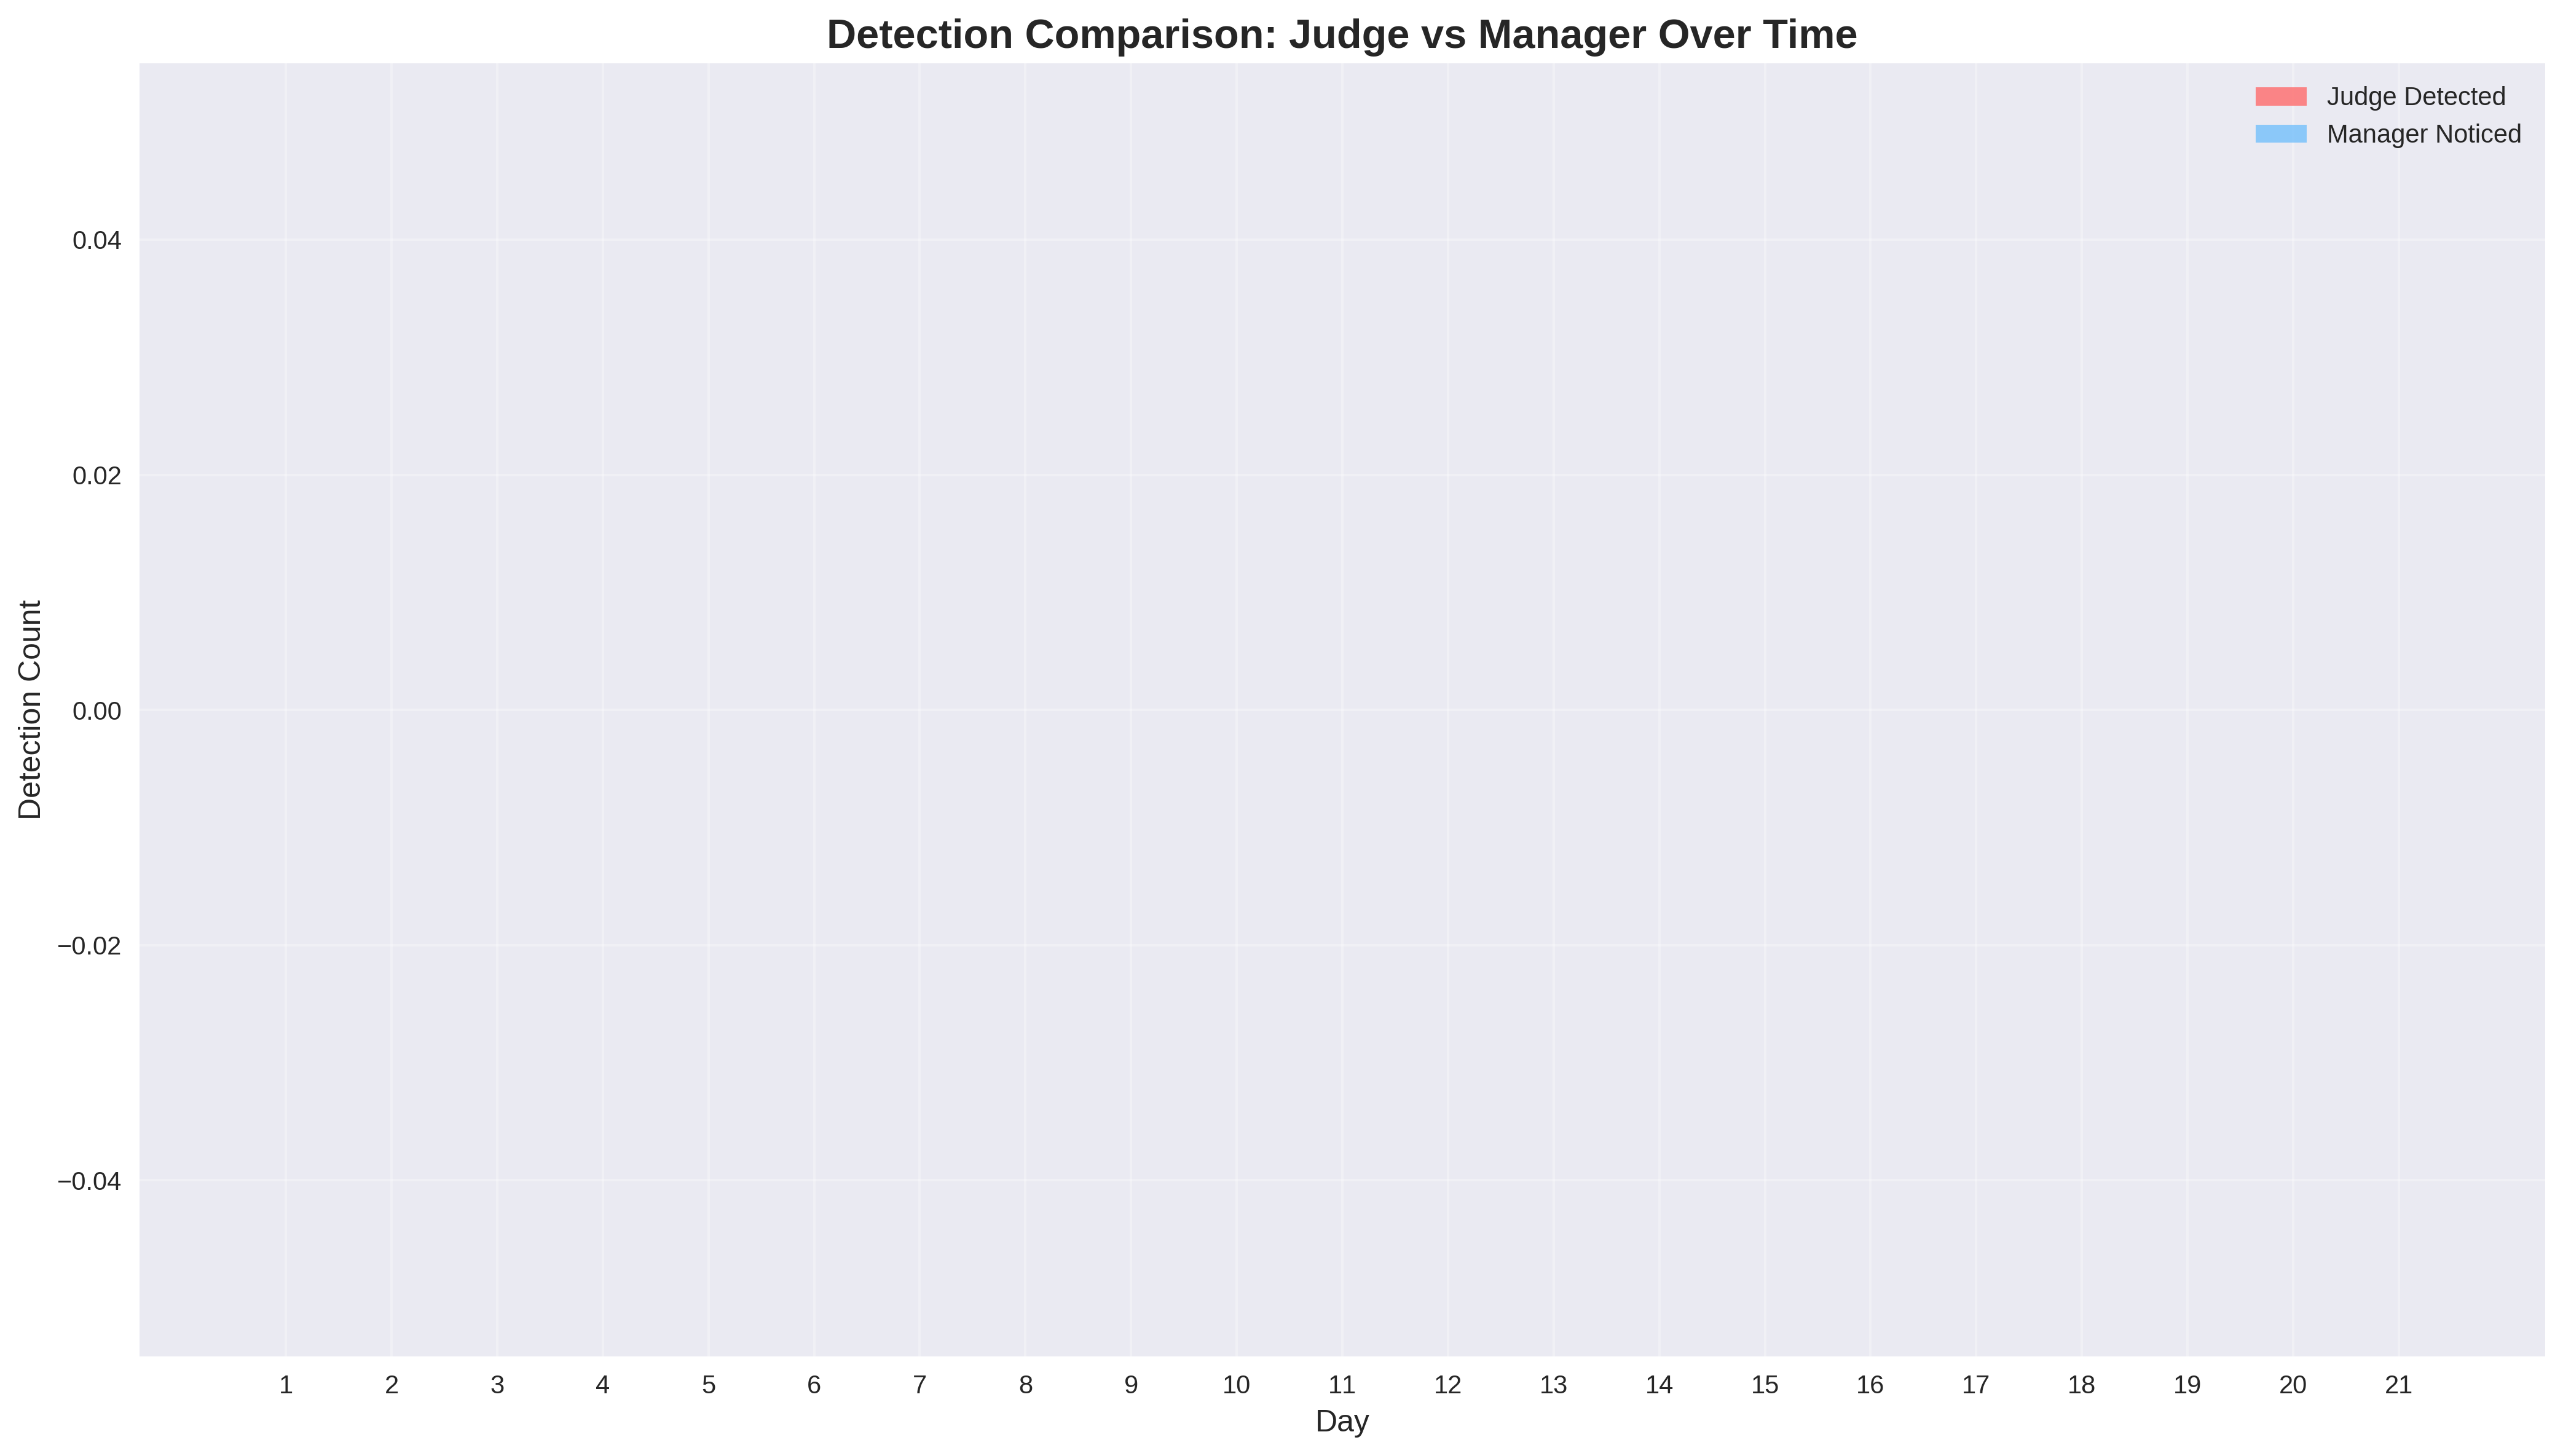 Detection Comparison: Judge vs Manager Over Time
Judge Detected
Manager Noticed
0.04
0.02
0.00
−0.02
−0.04
Detection Count
1 2 3 4 5 6 7 8 9 10 11 12 13 14 15 16 17 18 19 20 21
Day